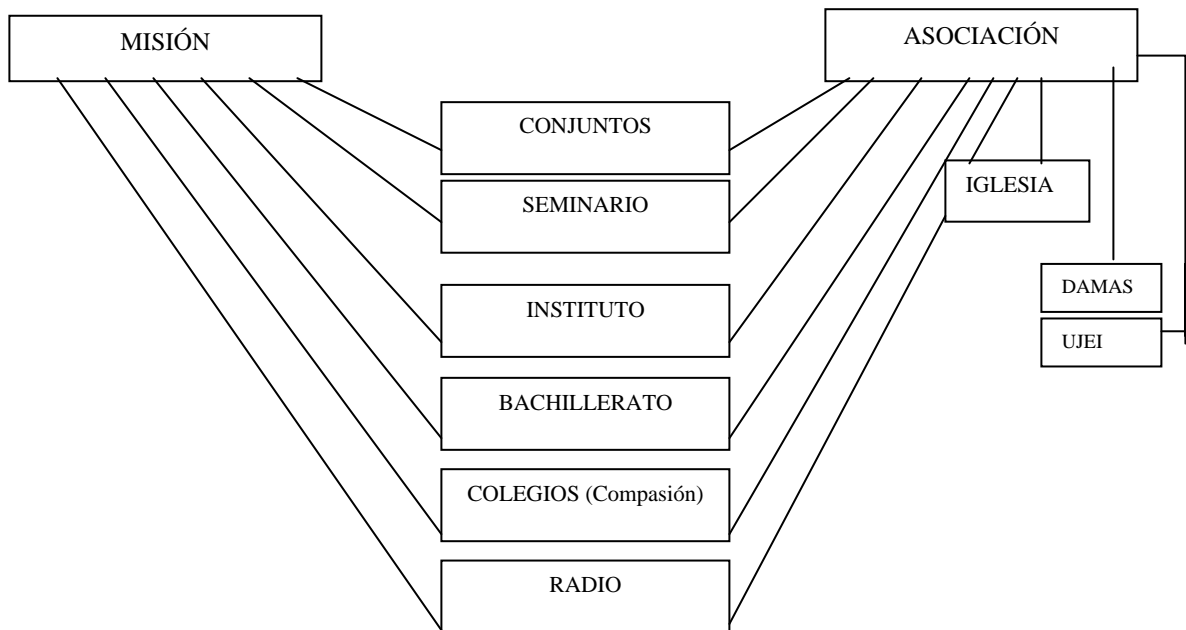 MISIÓN
ASOCIACIÓN
CONJUNTOS
SEMINARIO
IGLESIA
INSTITUTO
DAMAS
UJEI
BACHILLERATO
COLEGIOS (Compasión)
RADIO